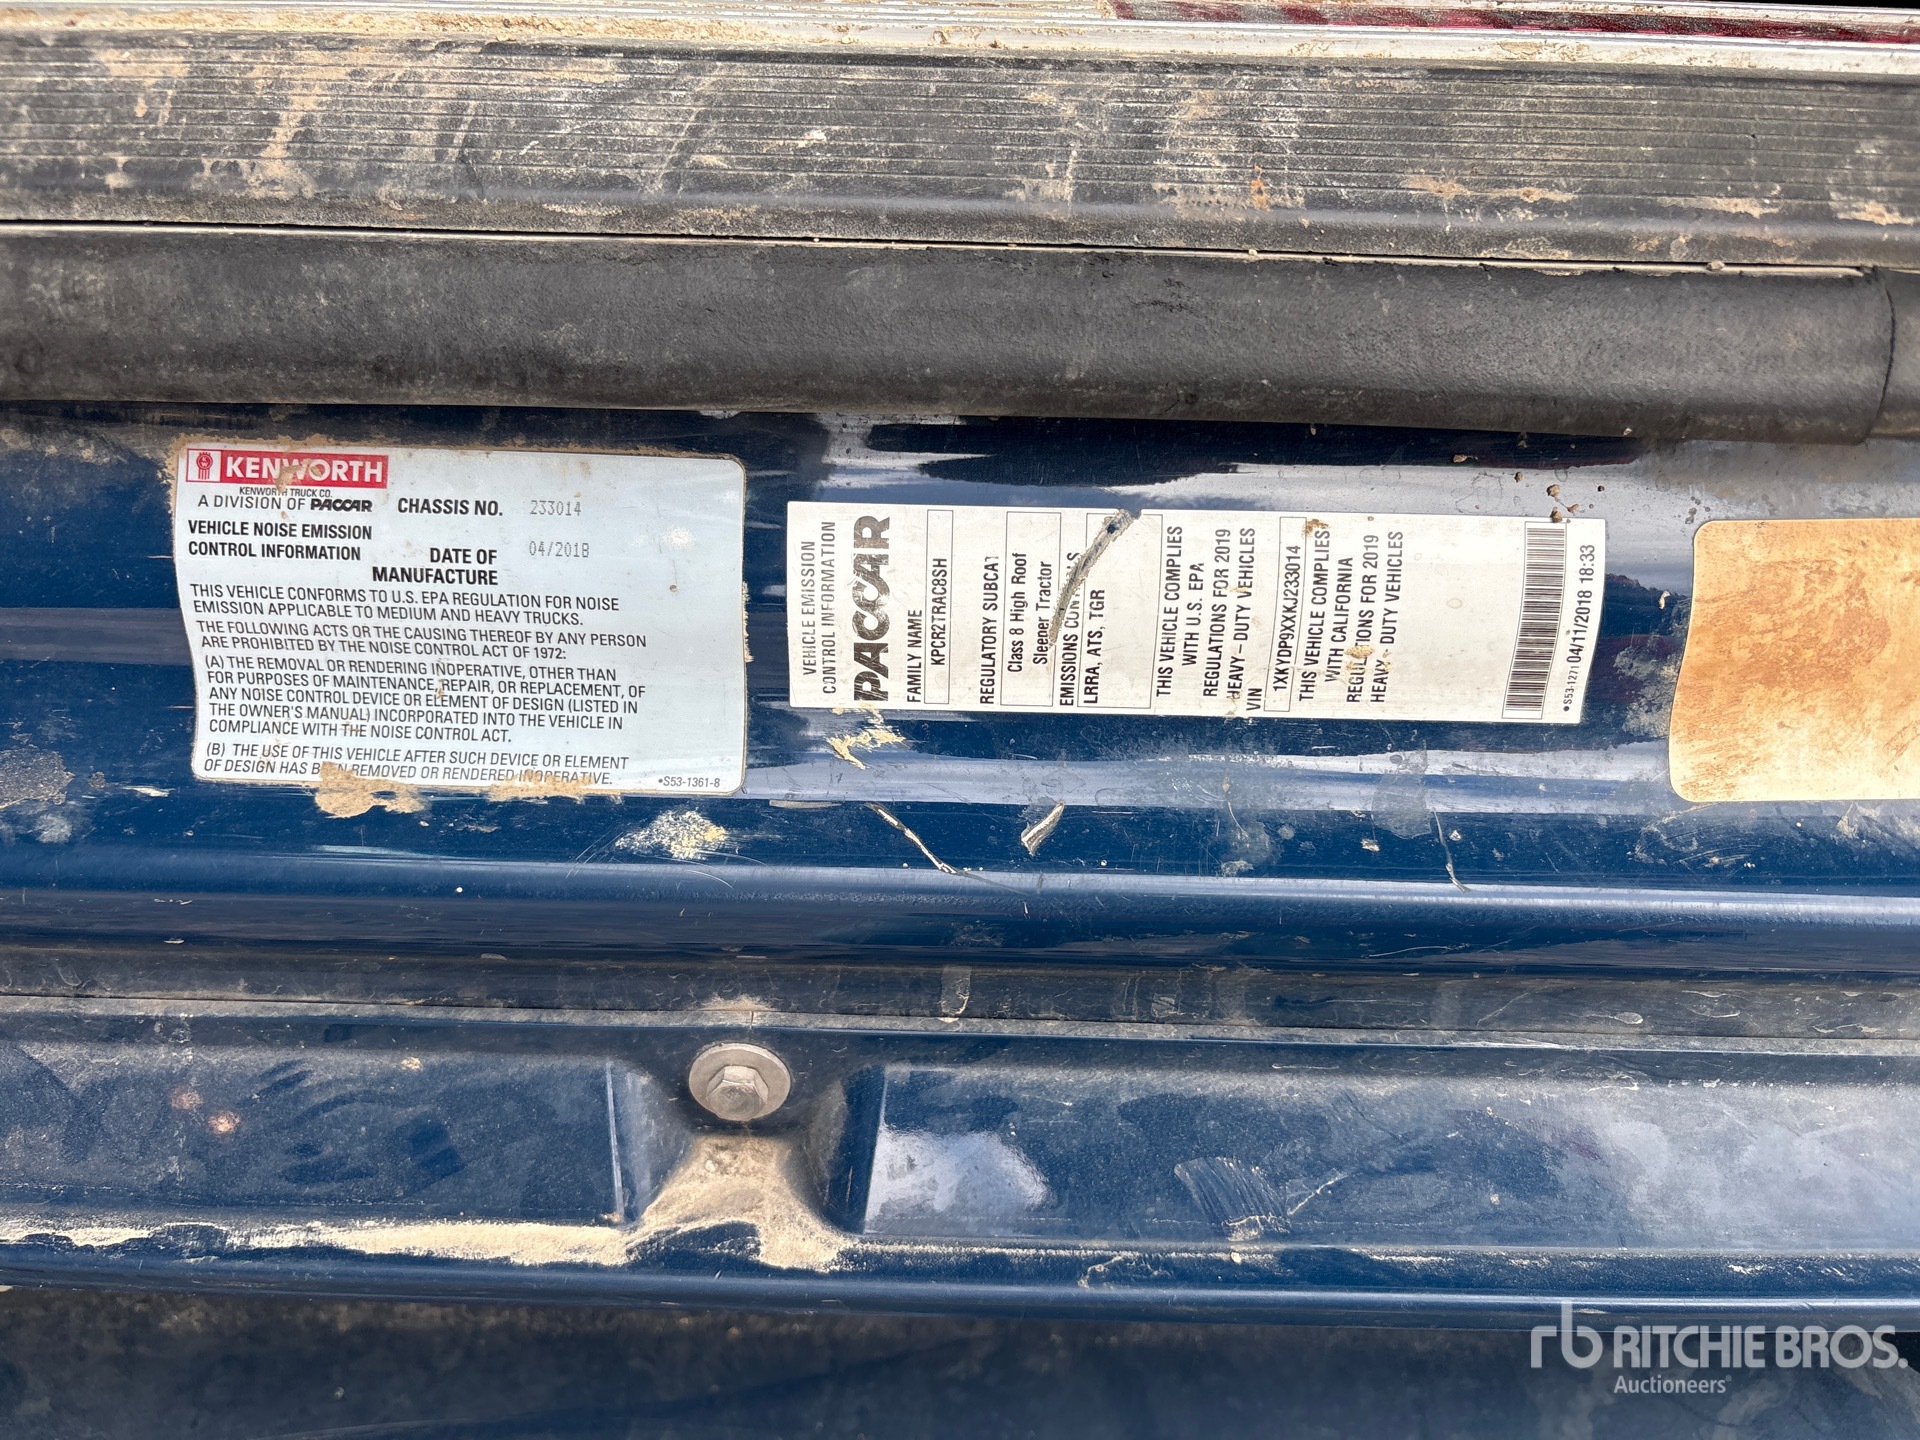 KENWORTH
KENWORTH TRUCK CO.
A DIVISION OF PACCAR
CHASSIS NO. 233014
VEHICLE NOISE EMISSION
CONTROL INFORMATION
DATE OF
MANUFACTURE
04/2018
THIS VEHICLE CONFORMS TO U.S. EPA REGULATION FOR NOISE
EMISSION APPLICABLE TO MEDIUM AND HEAVY TRUCKS.
THE FOLLOWING ACTS OR THE CAUSING THEREOF BY ANY PERSON
ARE PROHIBITED BY THE NOISE CONTROL ACT OF 1972:
(A) THE REMOVAL OR RENDERING INOPERATIVE, OTHER THAN
FOR PURPOSES OF MAINTENANCE, REPAIR, OR REPLACEMENT, OF
ANY NOISE CONTROL DEVICE OR ELEMENT OF DESIGN (LISTED IN
THE OWNER'S MANUAL) INCORPORATED INTO THE VEHICLE IN
COMPLIANCE WITH THE NOISE CONTROL ACT.
(B) THE USE OF THIS VEHICLE AFTER SUCH DEVICE OR ELEMENT
OF DESIGN HAS BEEN REMOVED OR RENDERED INOPERATIVE.
•S53-1361-8
VEHICLE EMISSION
CONTROL INFORMATION
PACCAR
FAMILY NAME
KPCR2TRAC8SH
REGULATORY SUBCAT
Class 8 High Roof
Sleeper Tractor
EMISSIONS CONTROLS
LRRA, ATS, TGR
THIS VEHICLE COMPLIES
WITH U.S. EPA
REGULATIONS FOR 2019
HEAVY-DUTY VEHICLES
VIN
1XKYDP9XXKJ233014
THIS VEHICLE COMPLIES
WITH CALIFORNIA
REGULATIONS FOR 2019
HEAVY-DUTY VEHICLES
•S53-1271 04/11/2018 18:33
rb RITCHIE BROS.
Auctioneers